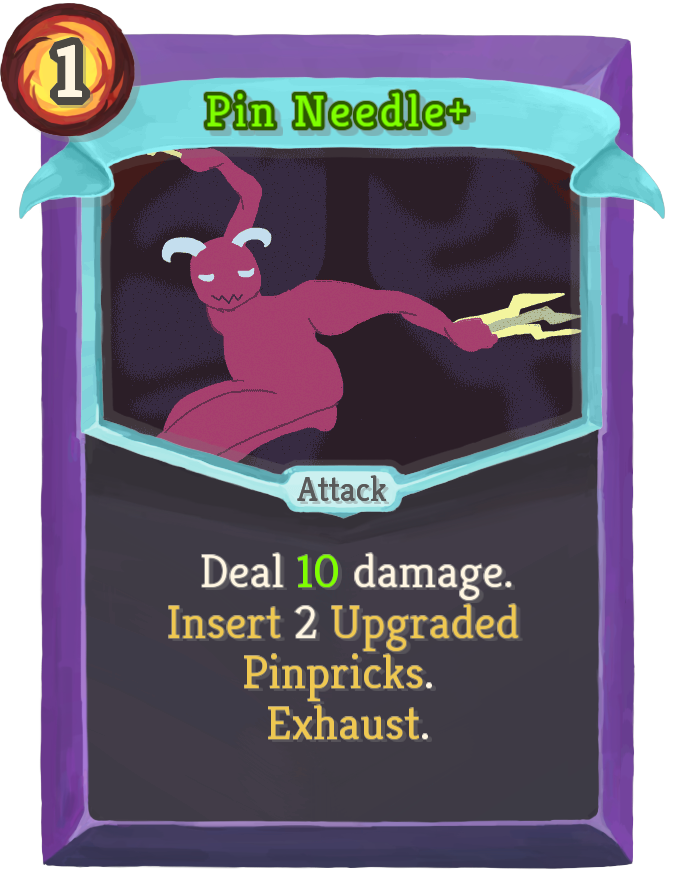 1
Pin Needle+
Attack
Deal 10 damage.
Insert 2 Upgraded
Pinpricks.
Exhaust.